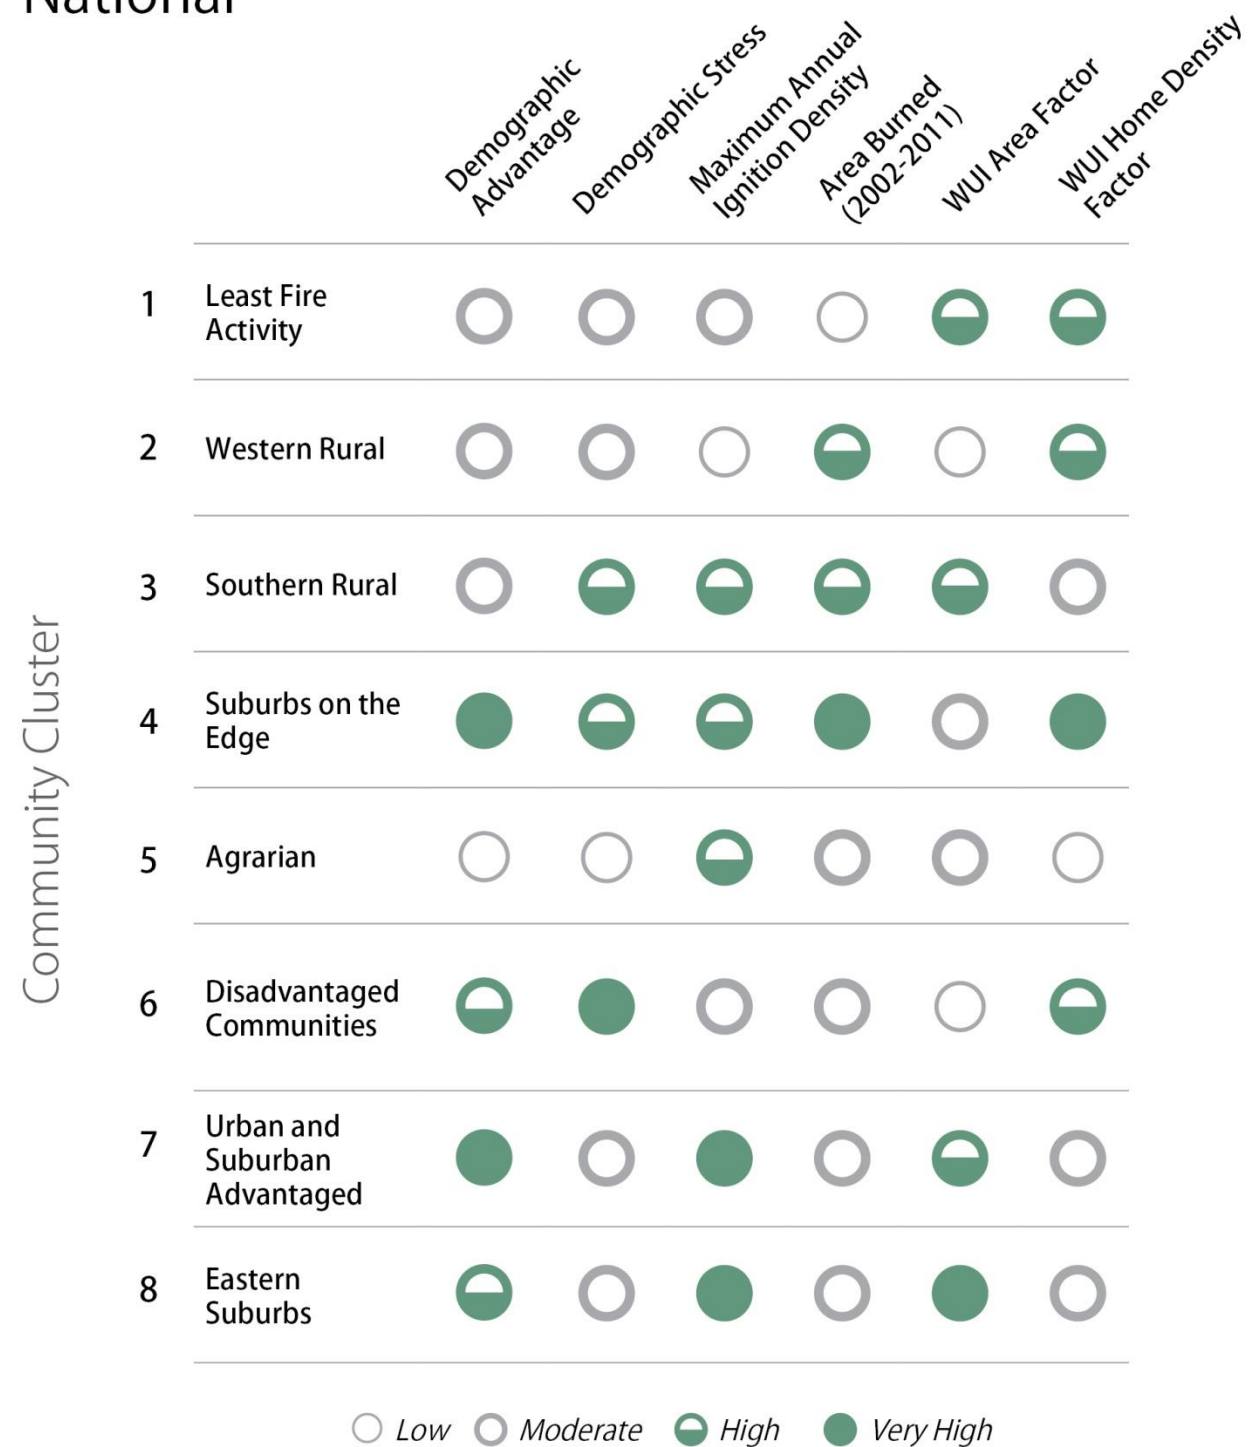 National
Demographic
Advantage
Demographic Stress
Maximum Annual
Ignition Density
Area Burned
(2002-2011)
WUI Area Factor
WUI Home Density
Factor
Community Cluster
1
Least Fire
Activity
2
Western Rural
3
Southern Rural
4
Suburbs on the
Edge
5
Agrarian
6
Disadvantaged
Communities
7
Urban and
Suburban
Advantaged
8
Eastern
Suburbs
Low
Moderate
High
Very High